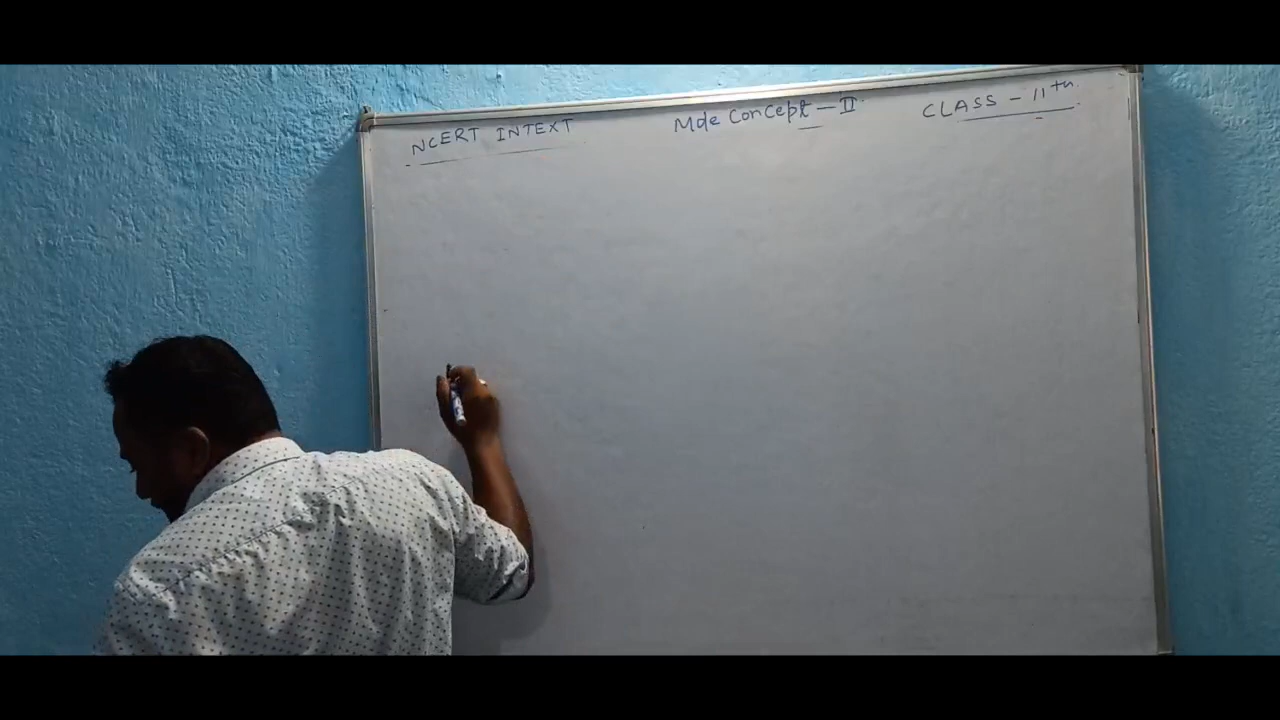 NCERT INTEXT
Mole Concept - II
CLASS - 11th